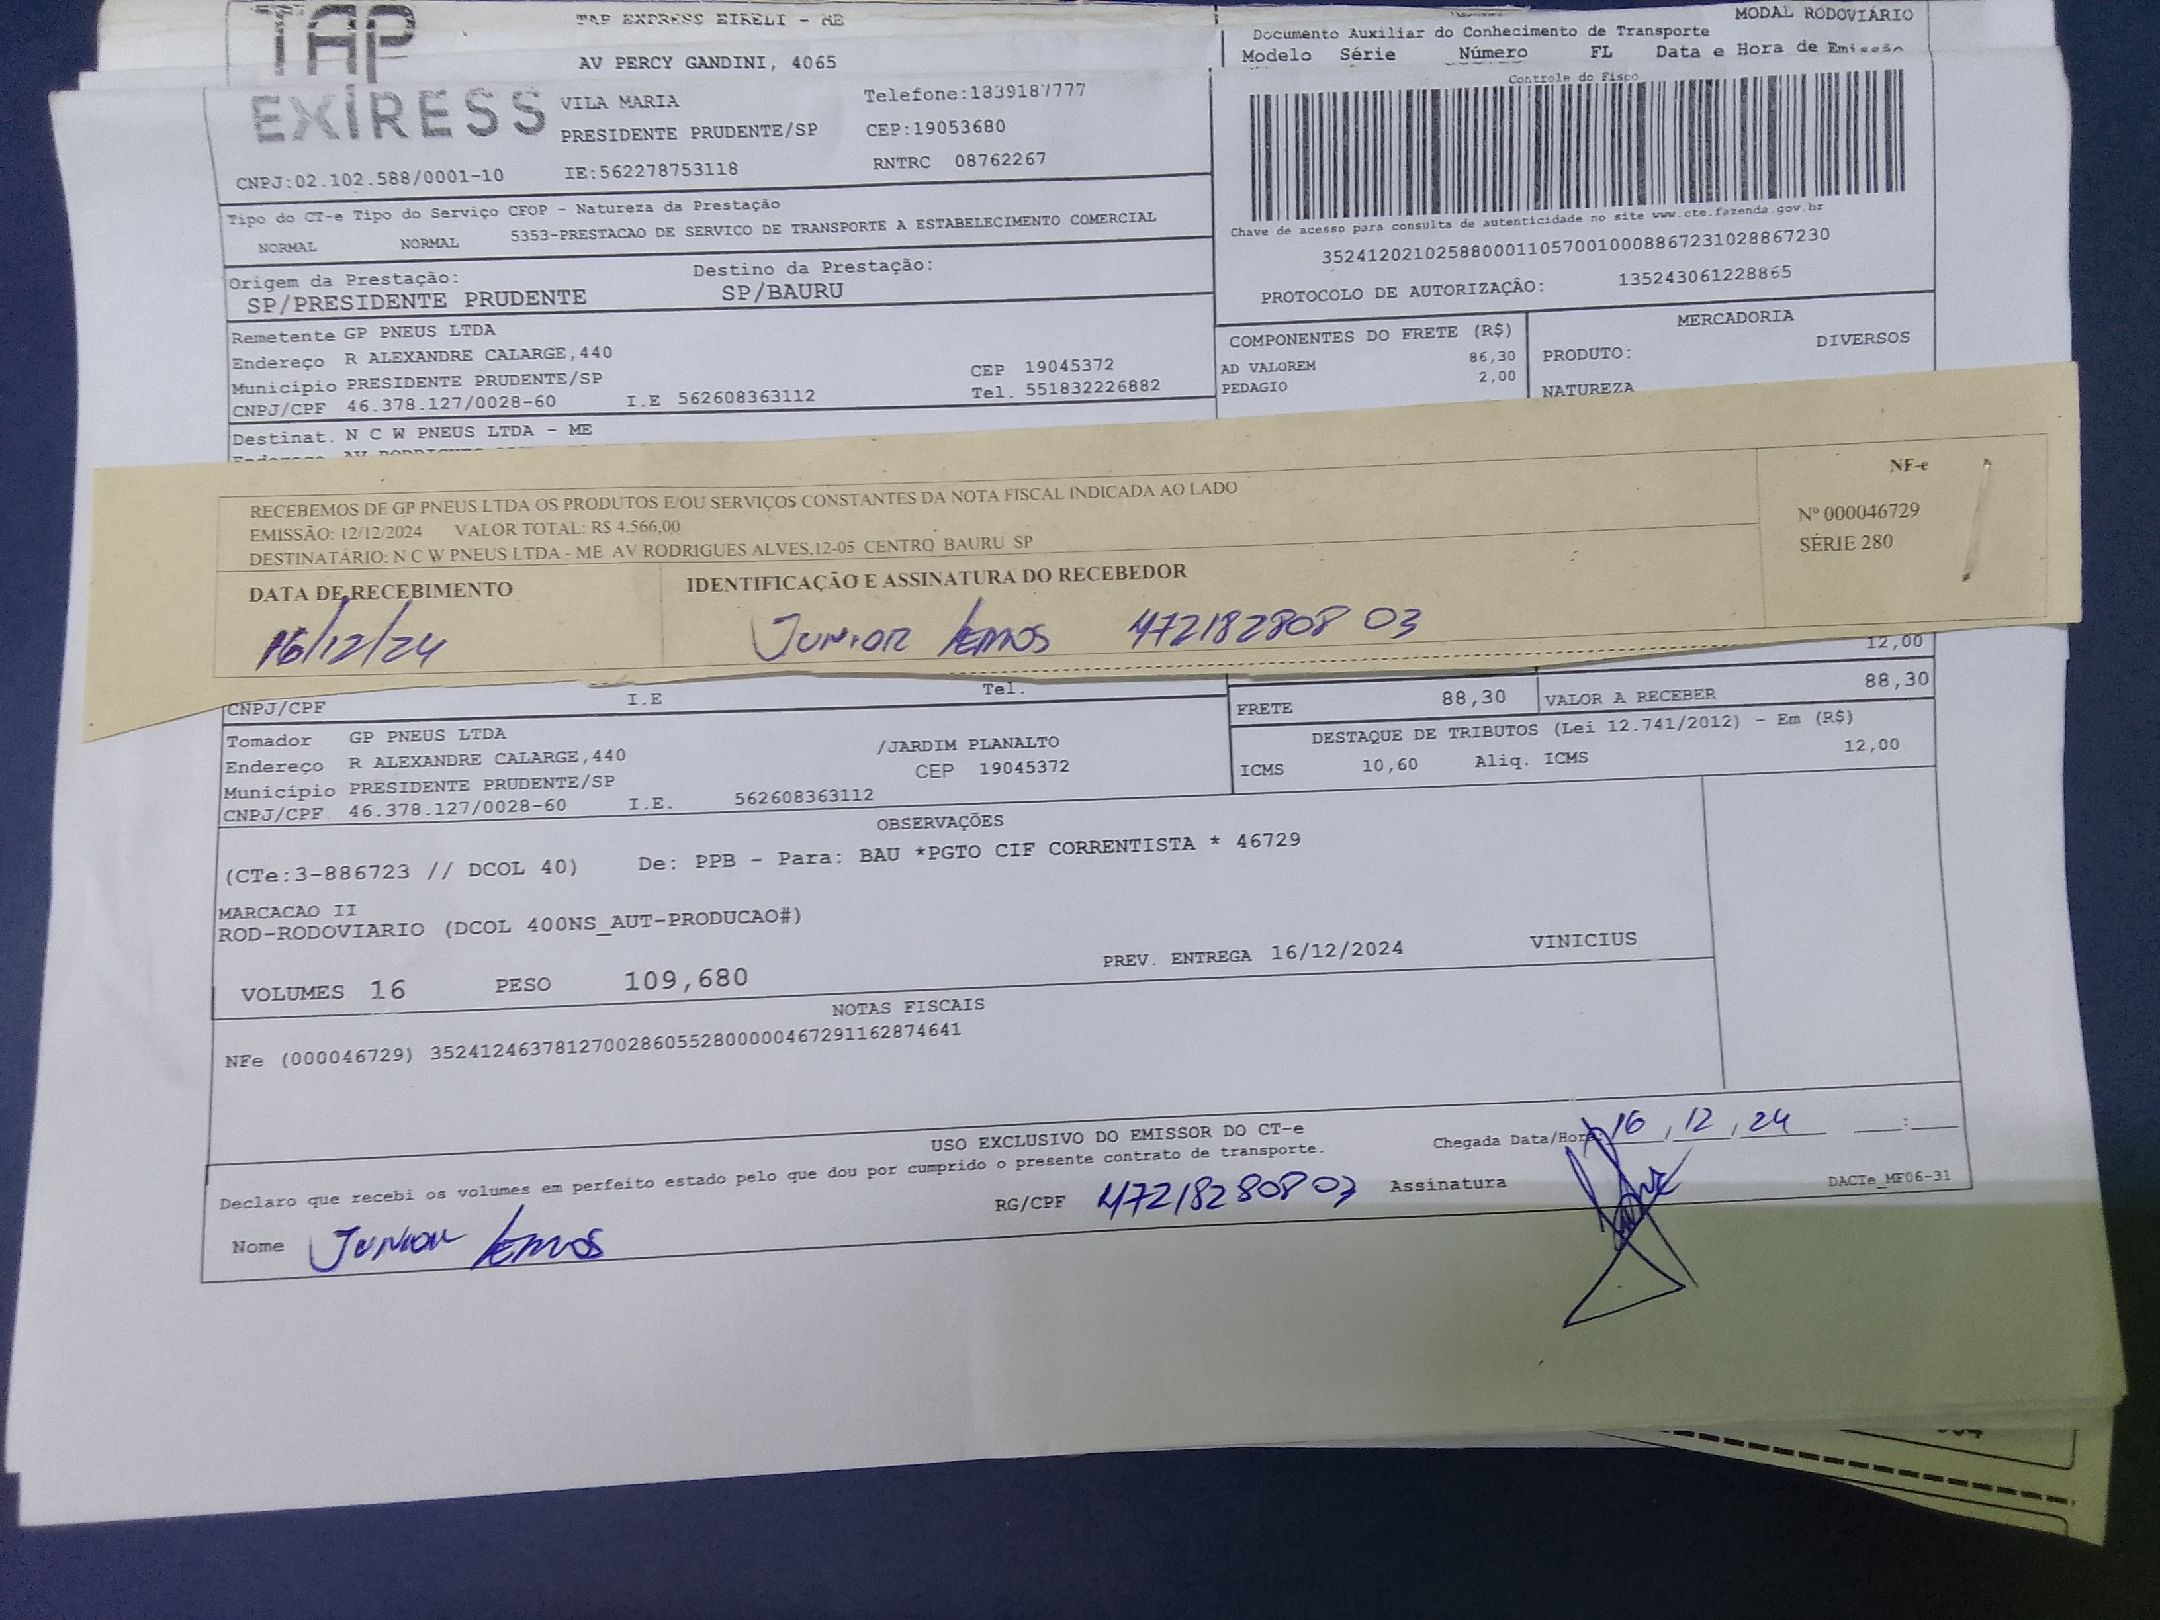 TAP EXPRESS EIRELI - ME
MODAL RODOVIÁRIO
Documento Auxiliar do Conhecimento de Transporte
Modelo Série Número FL Data e Hora de Emissão
TAP
EXPRESS
AV PERCY GANDINI, 4065
VILA MARIA Telefone:1839187777
PRESIDENTE PRUDENTE/SP CEP:19053680
CNPJ:02.102.588/0001-10 IE:562278753118 RNTRC 08762267
Controle do Fisco
Chave de acesso para consulta de autenticidade no site www.cte.fazenda.gov.br
35241202102588000110570010008867231028867230
PROTOCOLO DE AUTORIZAÇÃO: 135243061228865
Tipo do CT-e Tipo do Serviço CFOP - Natureza da Prestação
NORMAL NORMAL 5353-PRESTACAO DE SERVICO DE TRANSPORTE A ESTABELECIMENTO COMERCIAL
Origem da Prestação: Destino da Prestação:
SP/PRESIDENTE PRUDENTE SP/BAURU
Remetente GP PNEUS LTDA
Endereço R ALEXANDRE CALARGE,440
Município PRESIDENTE PRUDENTE/SP CEP 19045372
CNPJ/CPF 46.378.127/0028-60 I.E 562608363112 Tel. 551832226882
COMPONENTES DO FRETE (R$)
AD VALOREM 86,30
PEDAGIO 2,00
MERCADORIA
PRODUTO: DIVERSOS
NATUREZA
Destinat. N C W PNEUS LTDA - ME
RECEBEMOS DE GP PNEUS LTDA OS PRODUTOS E/OU SERVIÇOS CONSTANTES DA NOTA FISCAL INDICADA AO LADO
EMISSÃO: 12/12/2024 VALOR TOTAL: R$ 4.566,00
DESTINATÁRIO: N C W PNEUS LTDA - ME AV RODRIGUES ALVES,12-05 CENTRO BAURU SP
NF-e
Nº 000046729
SÉRIE 280
DATA DE RECEBIMENTO IDENTIFICAÇÃO E ASSINATURA DO RECEBEDOR
16/12/24 JUNIOR LEMOS 47218280803
12,00
CNPJ/CPF I.E Tel.
FRETE 88,30 VALOR A RECEBER 88,30
Tomador GP PNEUS LTDA
Endereço R ALEXANDRE CALARGE,440 /JARDIM PLANALTO
Município PRESIDENTE PRUDENTE/SP CEP 19045372
CNPJ/CPF 46.378.127/0028-60 I.E. 562608363112
DESTAQUE DE TRIBUTOS (Lei 12.741/2012) - Em (R$)
ICMS 10,60 Aliq. ICMS 12,00
OBSERVAÇÕES
(CTe:3-886723 // DCOL 40) De: PPB - Para: BAU *PGTO CIF CORRENTISTA * 46729
MARCACAO II
ROD-RODOVIARIO (DCOL 400NS_AUT-PRODUCAO#)
VOLUMES 16 PESO 109,680 PREV. ENTREGA 16/12/2024 VINICIUS
NOTAS FISCAIS
NFe (000046729) 35241246378127002860552800000467291162874641
USO EXCLUSIVO DO EMISSOR DO CT-e
Declaro que recebi os volumes em perfeito estado pelo que dou por cumprido o presente contrato de transporte.
Chegada Data/Hora 16,12,24 :
Nome JUNIOR LEMOS RG/CPF 47218280803 Assinatura
DACTe_MF06-31